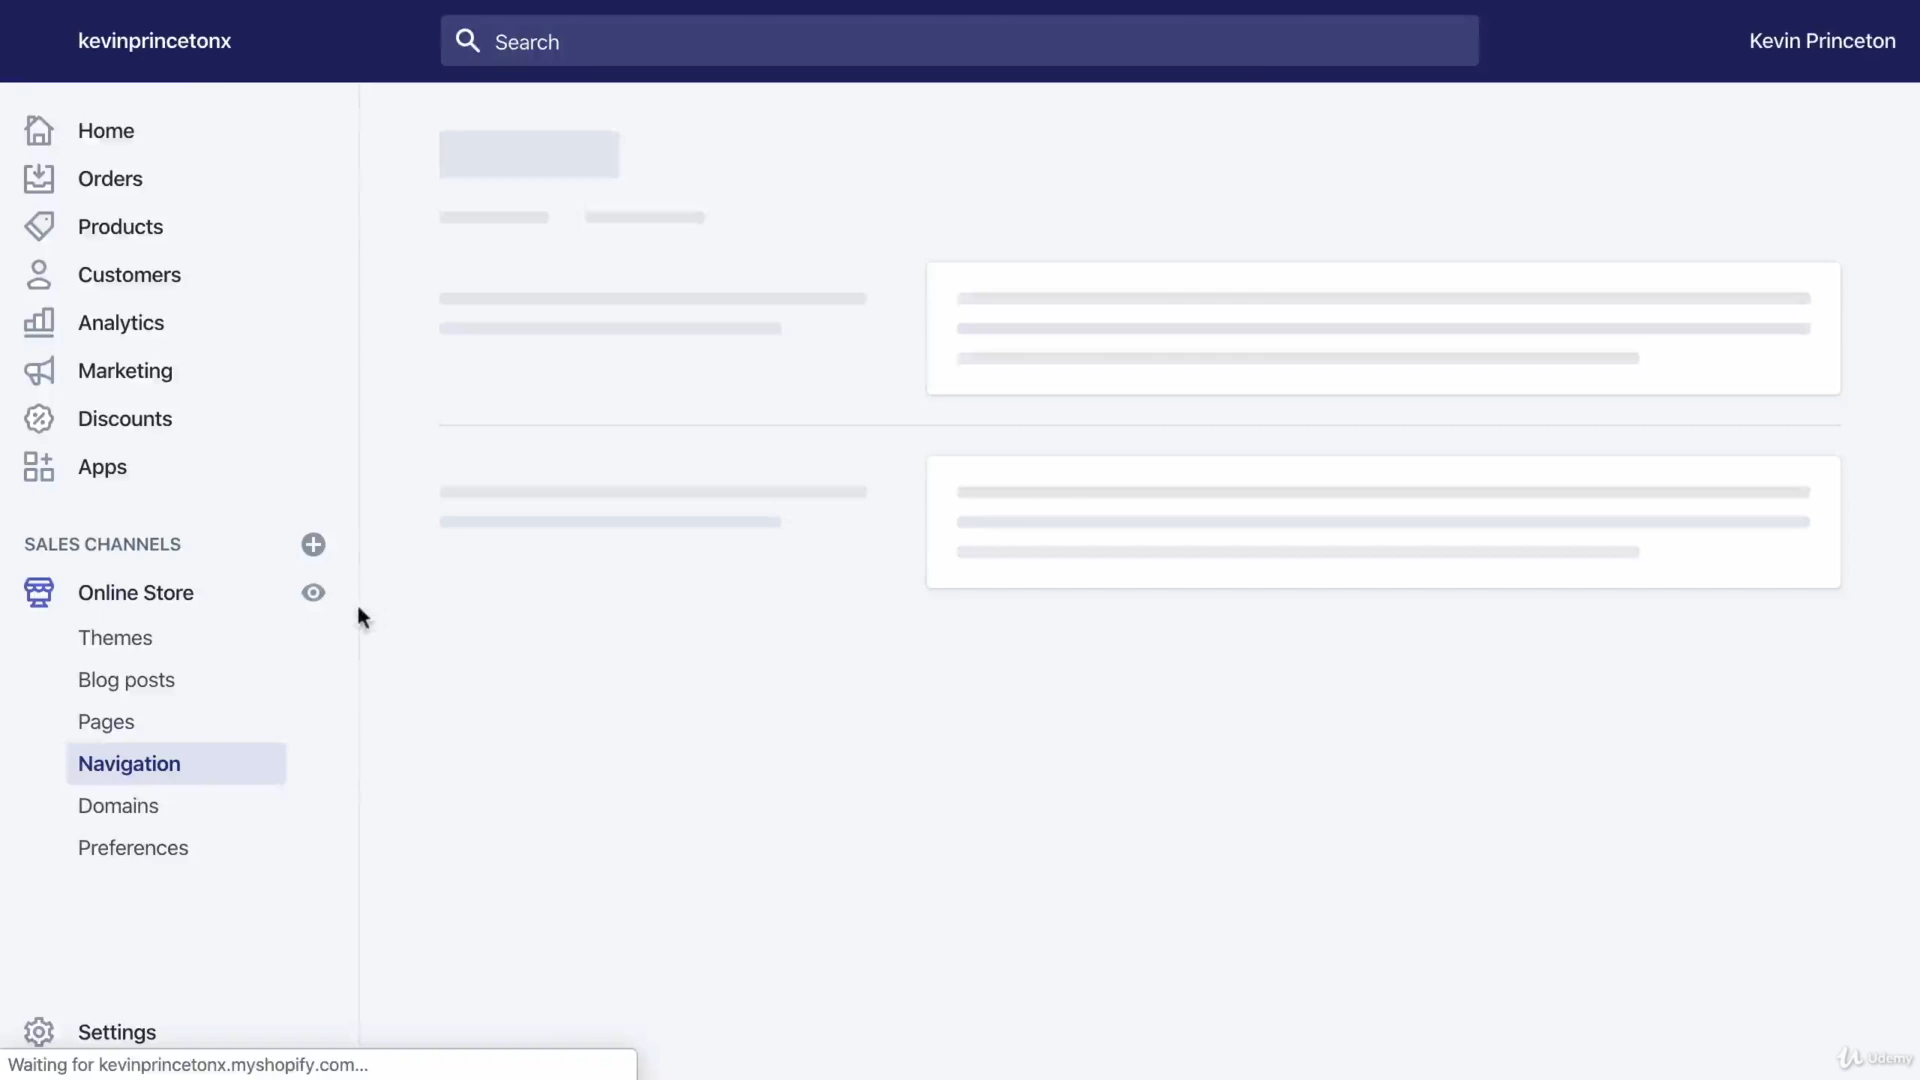 kevinprincetonx
Search
Kevin Princeton
Home
Orders
Products
Customers
Analytics
Marketing
Discounts
Apps
SALES CHANNELS
Online Store
Themes
Blog posts
Pages
Navigation
Domains
Preferences
Settings
Waiting for kevinprincetonx.myshopify.com...
Udemy